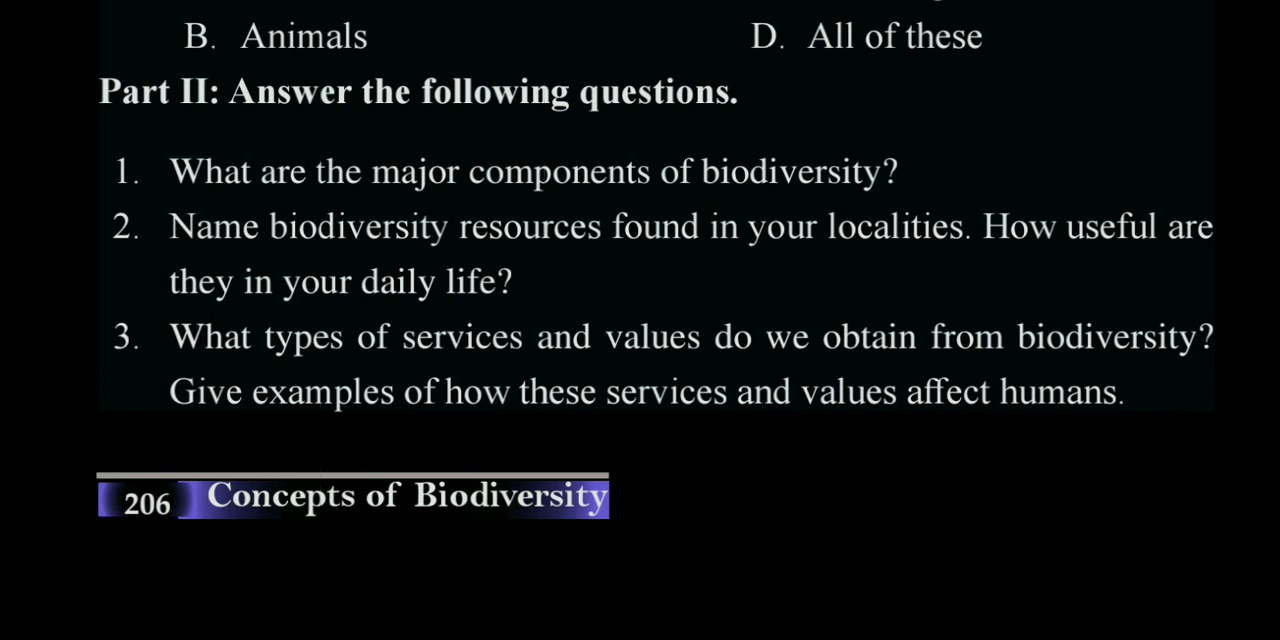 B. Animals D. All of these
Part II: Answer the following questions.
1. What are the major components of biodiversity?
2. Name biodiversity resources found in your localities. How useful are
they in your daily life?
3. What types of services and values do we obtain from biodiversity?
Give examples of how these services and values affect humans.
206 Concepts of Biodiversity